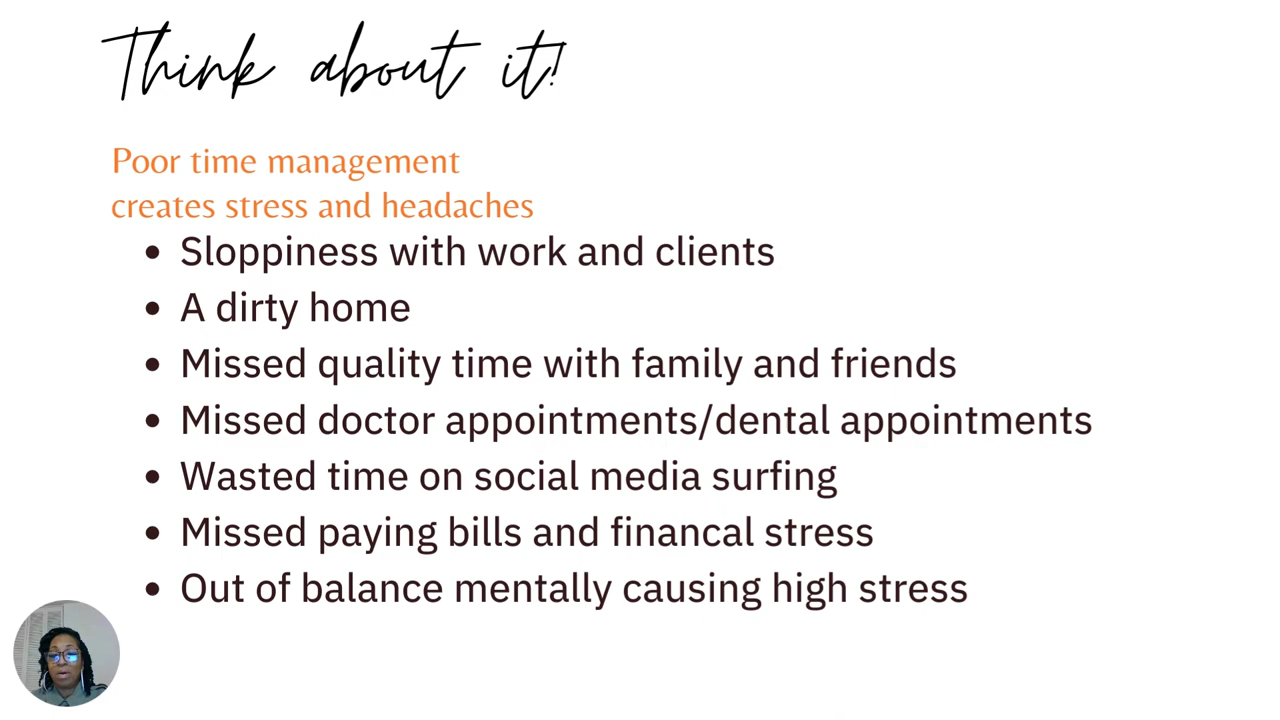 Think about it!
Poor time management
creates stress and headaches
• Sloppiness with work and clients
• A dirty home
• Missed quality time with family and friends
• Missed doctor appointments/dental appointments
• Wasted time on social media surfing
• Missed paying bills and financal stress
• Out of balance mentally causing high stress